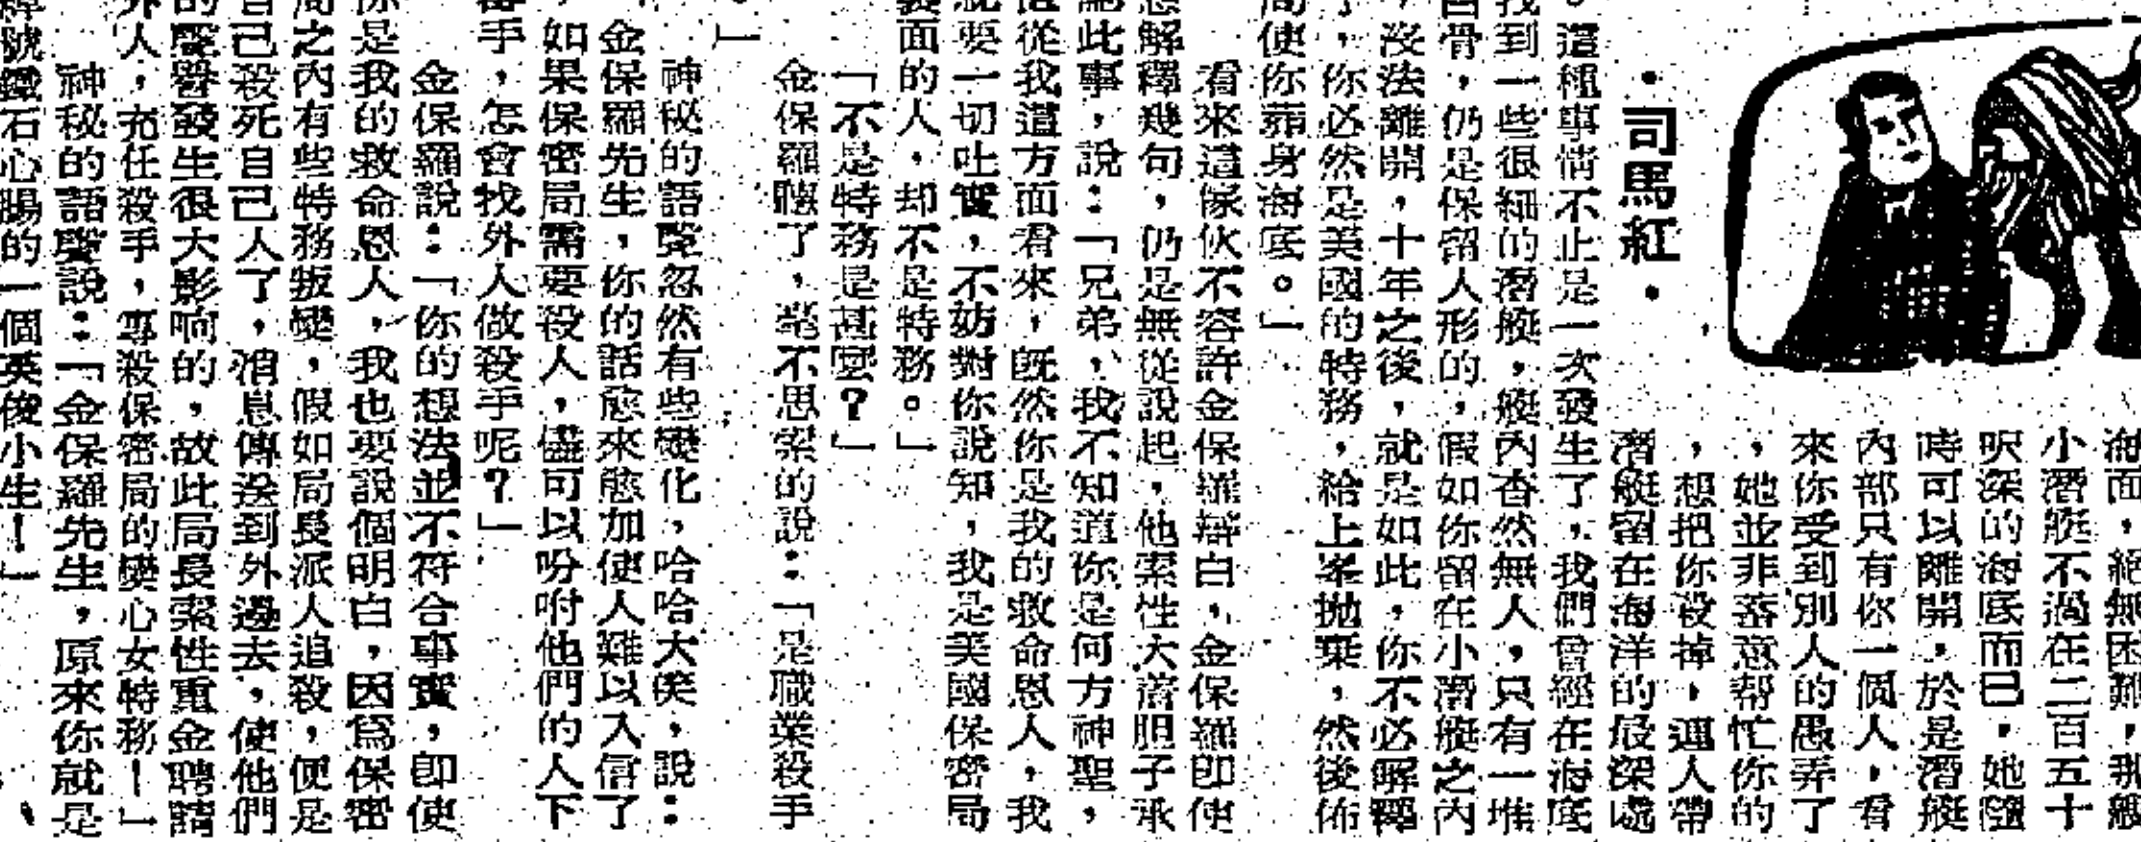 ·司馬紅·
海面，絕無困難，那艘
小潛艇不過在二百五十
呎深的海底而已，她隨
時可以離開，於是潛艇
內部只有你一個人，看
來你受到別人的愚弄了
，她並非蓄意幫忙你的
，想把你殺掉，連人帶
潛艇留在海洋的最深處
。這種事情不止是一次發生了，我們曾經在海底
找到一些很細的潛艇，艇內杳然無人，只有一堆
白骨，仍是保留人形的，假如你留在小潛艇之內
，沒法離開，十年之後，就是如此，你不必解釋
了，你必然是美國的特務，給上峯拋棄，然後佈
局使你葬身海底。」
看來這傢伙不容許金保羅辯白，金保羅即使
想解釋幾句，仍是無從說起，他索性大着胆子承
此事，說：「兄弟，我不知道你是何方神聖，
但從我這方面看來，既然你是我的救命恩人，我
就要一切吐實，不妨對你說知，我是美國保密局
裏面的人，却不是特務。」
「不是特務是甚麼？」
金保羅聽了，毫不思索的說：「是職業殺手
。」
神秘的語聲忽然有些變化，哈哈大笑，說：
金保羅先生，你的話愈來愈加使人難以入信了
，如果保密局需要殺人，儘可以吩咐他們的人下
毒手，怎會找外人做殺手呢？」
金保羅說：「你的想法並不符合事實，即使
你是我的救命恩人，我也要說個明白，因為保密
局之內有些特務叛變，假如局長派人追殺，便是
自己殺死自己人了，消息傳送到外邊去，使他們
的聲譽發生很大影响的，故此局長索性重金聘請
外人，充任殺手，專殺保密局的變心女特務！」
神秘的語聲說：「金保羅先生，原來你就是
綽號鐵石心腸的一個英俊小生！」